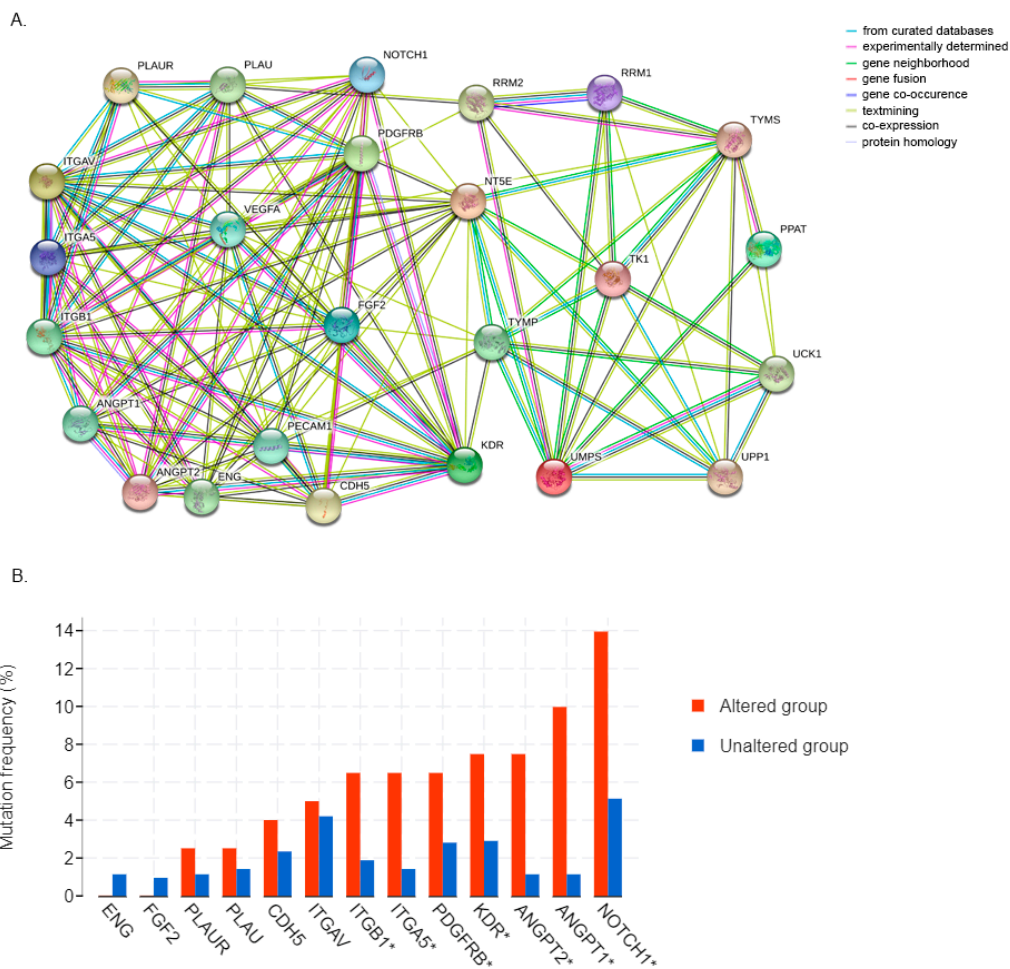 A.
from curated databases
experimentally determined
gene neighborhood
gene fusion
gene co-occurence
textmining
co-expression
protein homology
PLAUR
PLAU
NOTCH1
RRM2
RRM1
TYMS
PDGFRB
ITGAV
NT5E
VEGFA
ITGA5
PPAT
TK1
FGF2
ITGB1
TYMP
UCK1
ANGPT1
PECAM1
KDR
ANGPT2
ENG
CDH5
UMPS
UPP1
B.
Mutation frequency (%)
14
12
10
8
6
4
2
0
Altered group
Unaltered group
ENG
FGF2
PLAUR
PLAU
CDH5
ITGAV
ITGB1*
ITGA5*
PDGFRB*
KDR*
ANGPT2*
ANGPT1*
NOTCH1*